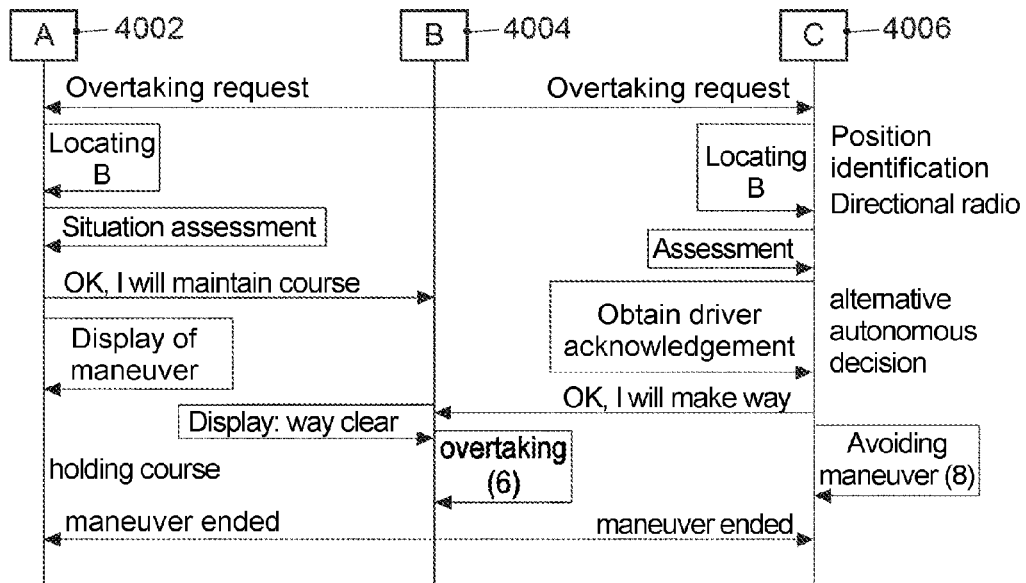 A 4002 B 4004 C 4006
Overtaking request Overtaking request
Locating
B
Locating
B
Position
identification
Directional radio
Situation assessment
Assessment
OK, I will maintain course
Display of
maneuver
Obtain driver
acknowledgement
alternative
autonomous
decision
OK, I will make way
Display: way clear
overtaking
(6)
Avoiding
maneuver (8)
holding course
maneuver ended maneuver ended